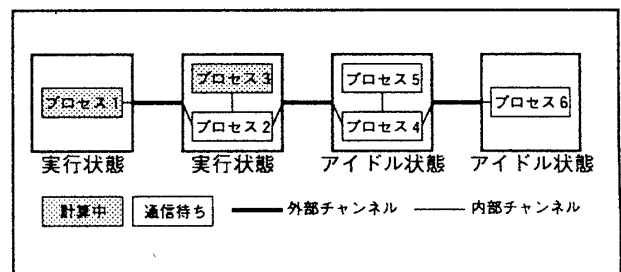 プロセス3 プロセス5
プロセス1 プロセス6
プロセス2 プロセス4
実行状態 実行状態 アイドル状態 アイドル状態
計算中 通信待ち 外部チャンネル 内部チャンネル